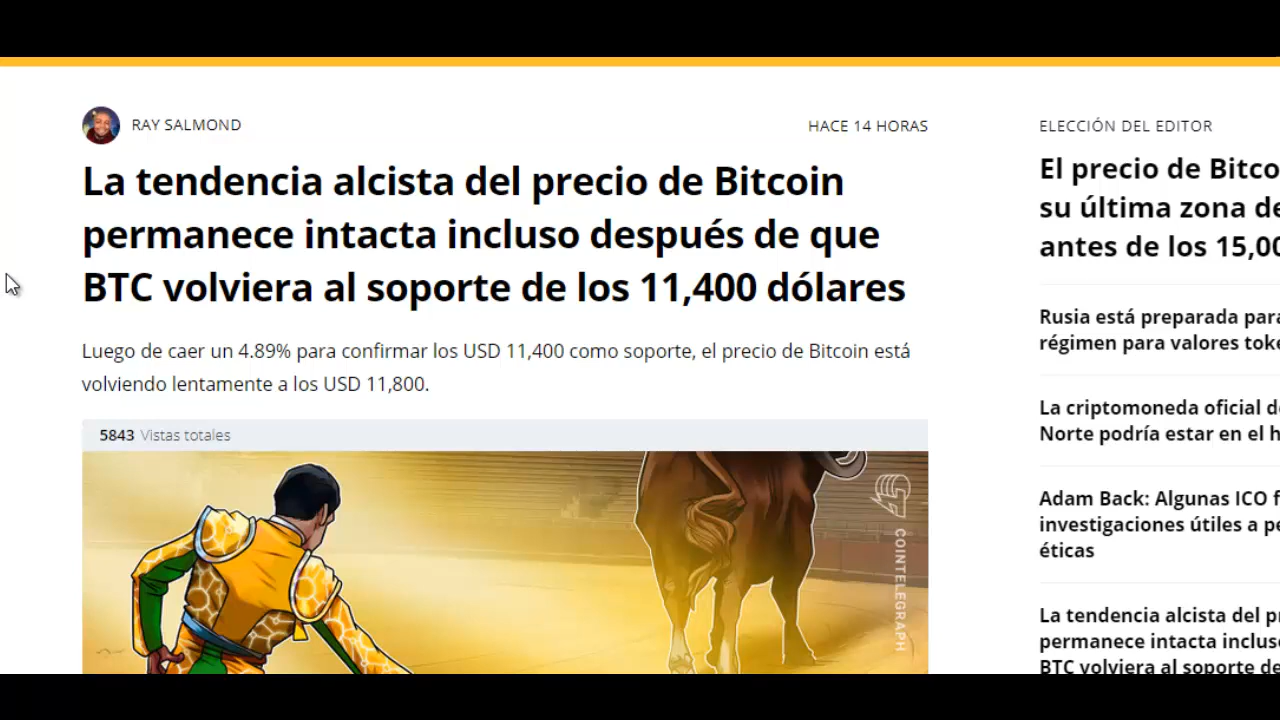 RAY SALMOND
HACE 14 HORAS
La tendencia alcista del precio de Bitcoin
permanece intacta incluso después de que
BTC volviera al soporte de los 11,400 dólares
Luego de caer un 4.89% para confirmar los USD 11,400 como soporte, el precio de Bitcoin está
volviendo lentamente a los USD 11,800.
5843 Vistas totales
COINTELEGRAPH
ELECCIÓN DEL EDITOR
El precio de Bitco
su última zona de
antes de los 15,00
Rusia está preparada para
régimen para valores toke
La criptomoneda oficial de
Norte podría estar en el h
Adam Back: Algunas ICO f
investigaciones útiles a pe
éticas
La tendencia alcista del pr
permanece intacta incluso
BTC volviera al soporte de